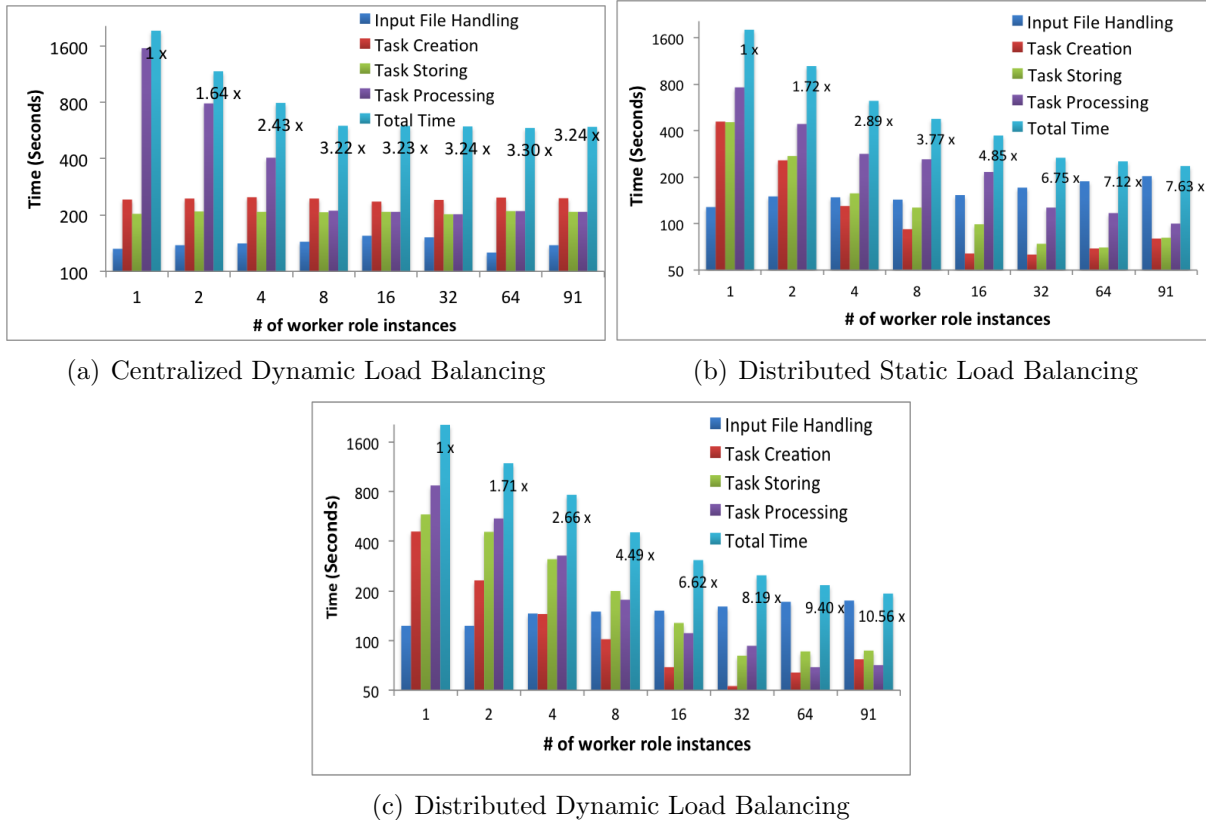 Input File Handling
Task Creation
Task Storing
Task Processing
Total Time
Time (Seconds)
1600
800
400
200
100
1 x
1.64 x
2.43 x
3.22 x
3.23 x
3.24 x
3.30 x
3.24 x
1 2 4 8 16 32 64 91
# of worker role instances
(a) Centralized Dynamic Load Balancing
Input File Handling
Task Creation
Task Storing
Task Processing
Total Time
Time (Seconds)
1600
800
400
200
100
50
1 x
1.72 x
2.89 x
3.77 x
4.85 x
6.75 x
7.12 x
7.63 x
1 2 4 8 16 32 64 91
# of worker role instances
(b) Distributed Static Load Balancing
Input File Handling
Task Creation
Task Storing
Task Processing
Total Time
Time (Seconds)
1600
800
400
200
100
50
1 x
1.71 x
2.66 x
4.49 x
6.62 x
8.19 x
9.40 x
10.56 x
1 2 4 8 16 32 64 91
# of worker role instances
(c) Distributed Dynamic Load Balancing